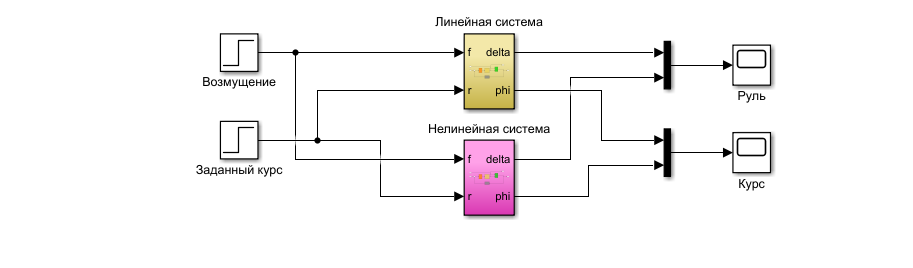 Линейная система
f delta
r phi
Возмущение
Руль
Нелинейная система
f delta
r phi
Заданный курс
Курс